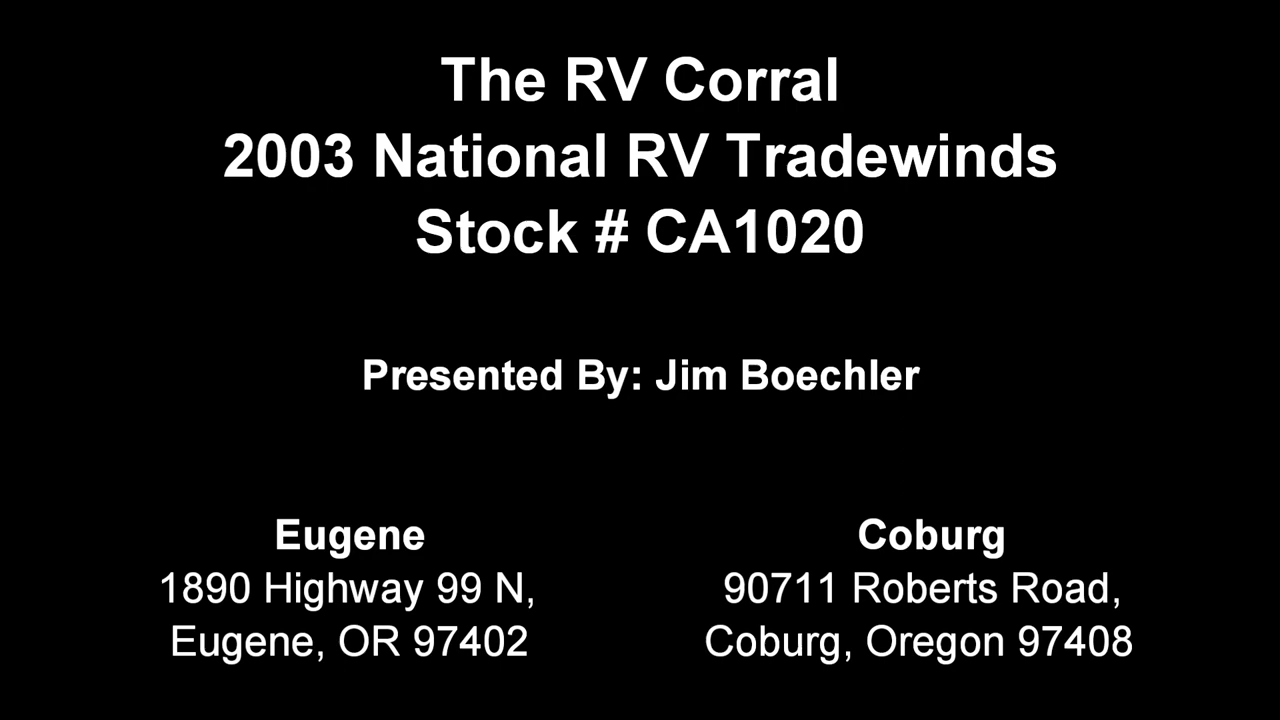 The RV Corral
2003 National RV Tradewinds
Stock # CA1020
Presented By: Jim Boechler
Eugene
1890 Highway 99 N,
Eugene, OR 97402
Coburg
90711 Roberts Road,
Coburg, Oregon 97408